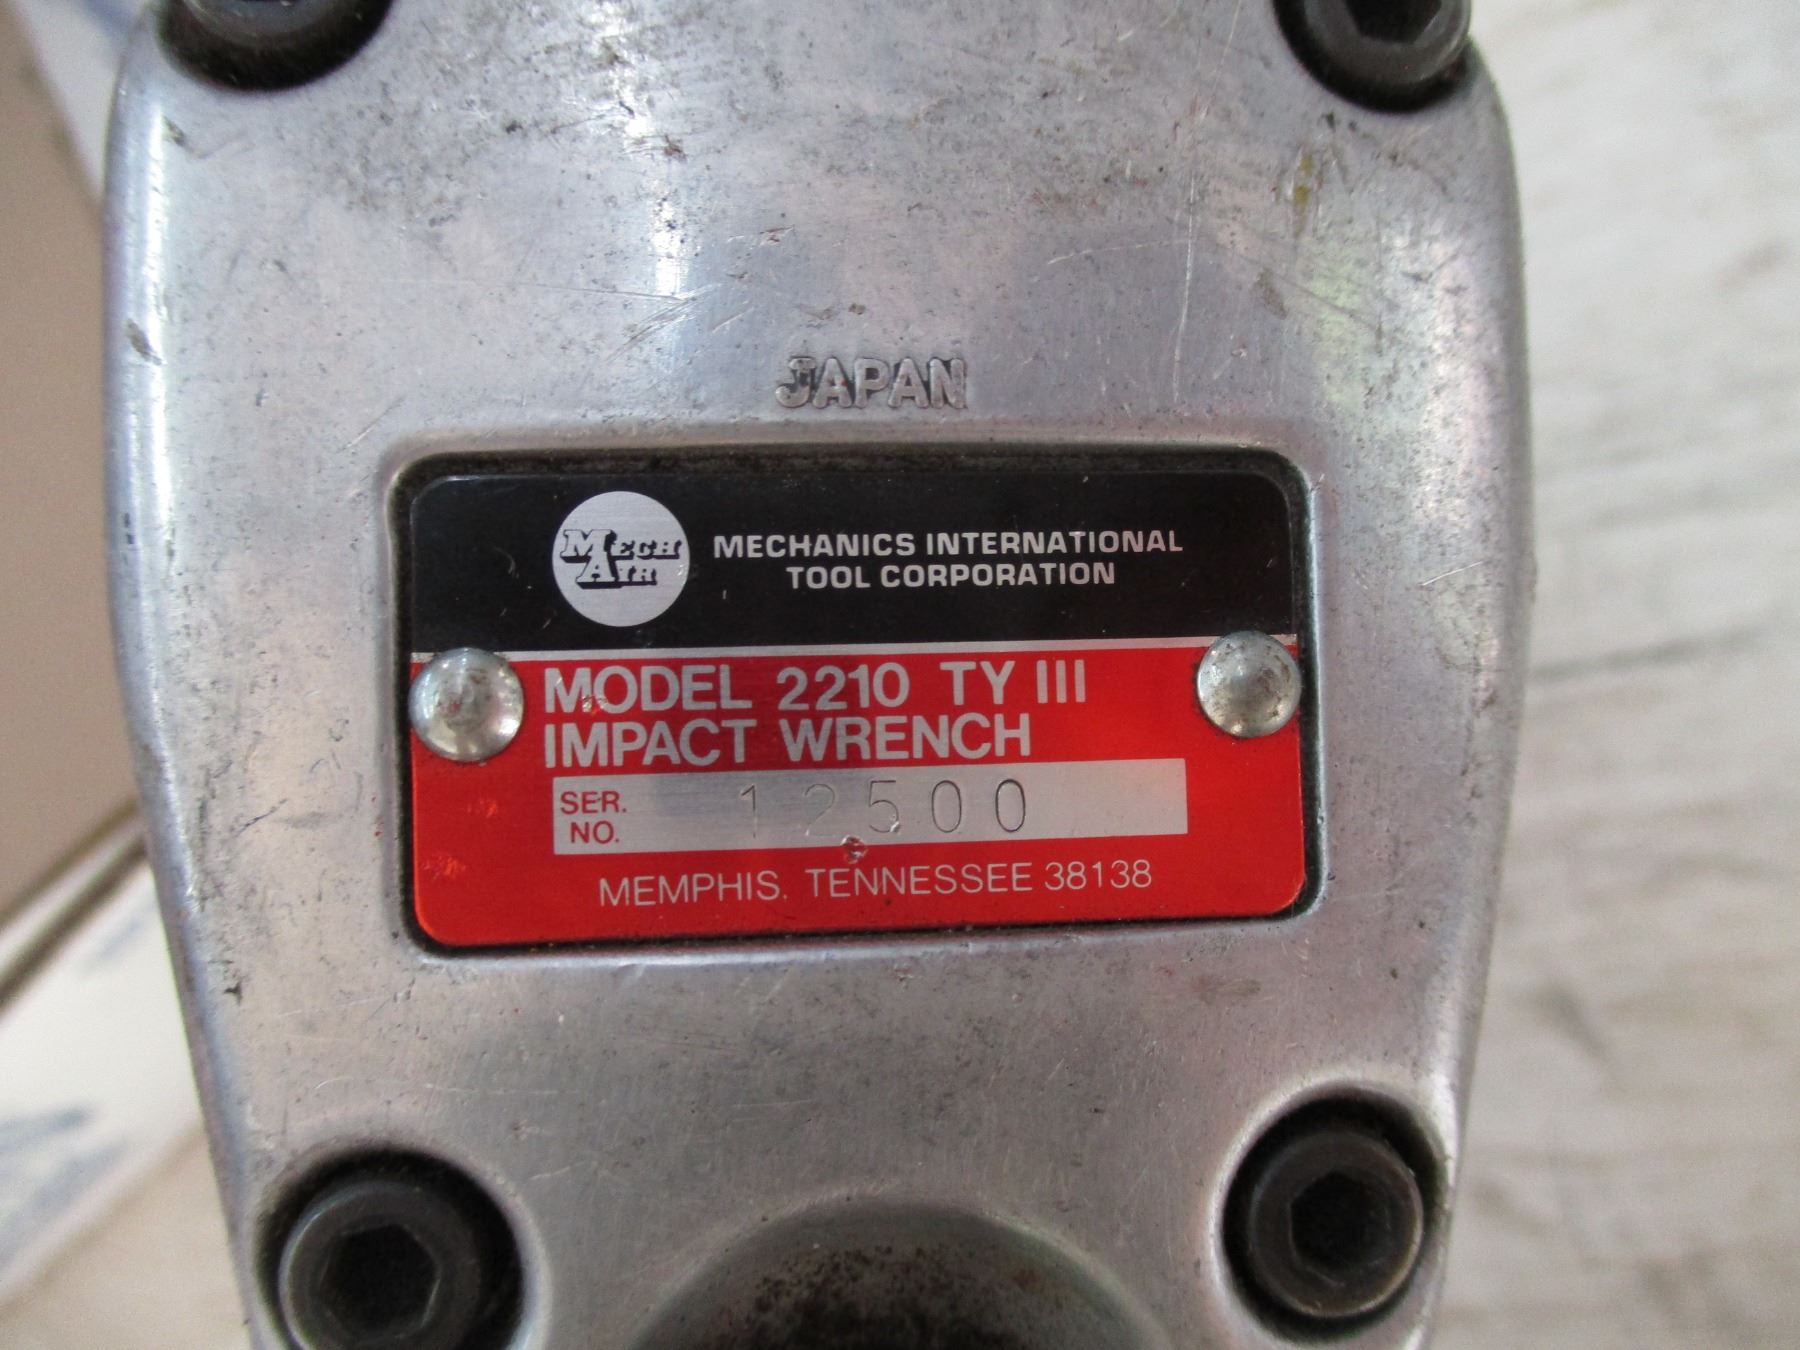 JAPAN
MECH
AIR
MECHANICS INTERNATIONAL
TOOL CORPORATION
MODEL 2210 TY III
IMPACT WRENCH
SER.
NO.
12500
MEMPHIS, TENNESSEE 38138